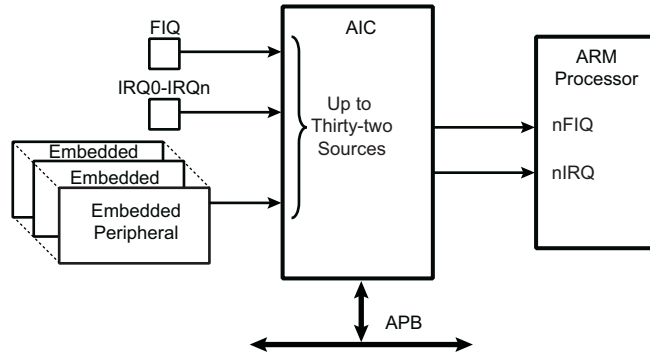 FIQ
IRQ0-IRQn
Embedded
Embedded
Embedded
Peripheral
AIC
Up to
Thirty-two
Sources
ARM
Processor
nFIQ
nIRQ
APB